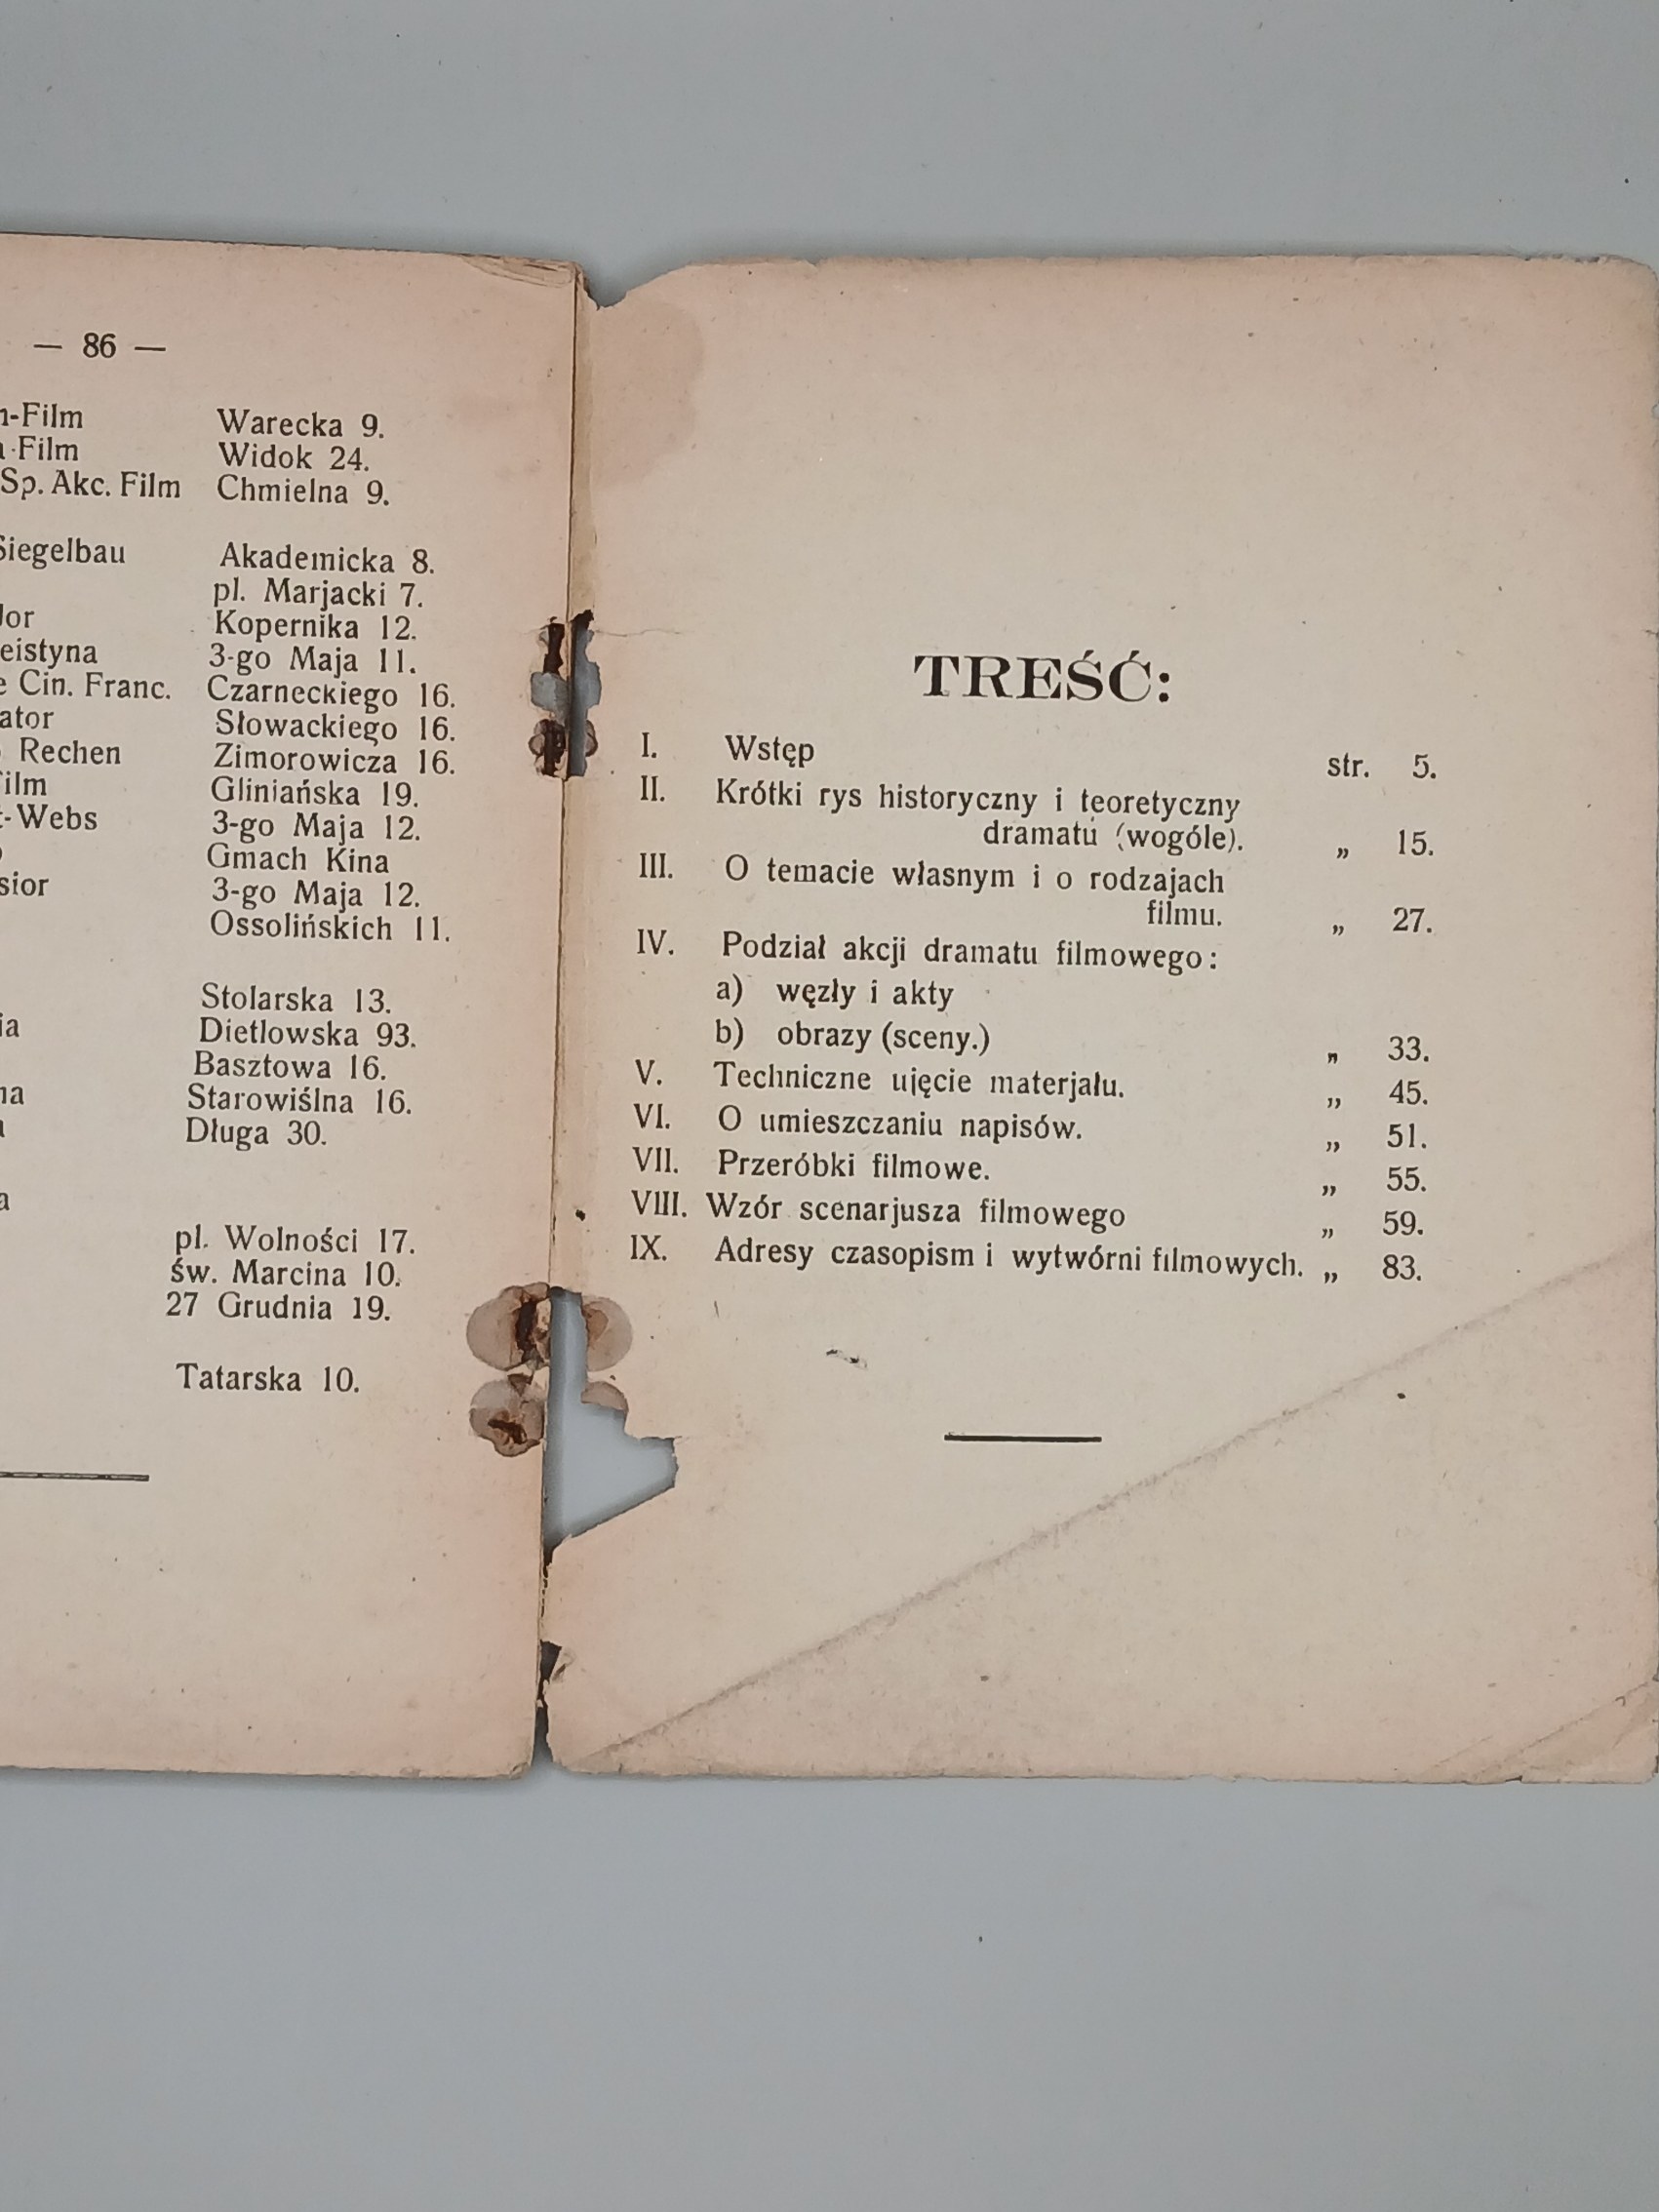 — 86 —
-Film Warecka 9.
-Film Widok 24.
Sp. Akc. Film Chmielna 9.
Siegelbau Akademicka 8.
pl. Marjacki 7.
Kopernika 12.
3-go Maja 11.
Cin. Franc. Czarneckiego 16.
Słowackiego 16.
Rechen Zimorowicza 16.
Gliniańska 19.
-Webs 3-go Maja 12.
Gmach Kina
3-go Maja 12.
Ossolińskich 11.
Stolarska 13.
Dietlowska 93.
Basztowa 16.
Starowiślna 16.
Długa 30.
pl. Wolności 17.
św. Marcina 10.
27 Grudnia 19.
Tatarska 10.
TREŚĆ:
I. Wstęp str. 5.
II. Krótki rys historyczny i teoretyczny
dramatu (wogóle). „ 15.
III. O temacie własnym i o rodzajach
filmu. „ 27.
IV. Podział akcji dramatu filmowego:
a) węzły i akty
b) obrazy (sceny.) „ 33.
V. Techniczne ujęcie materjału. „ 45.
VI. O umieszczaniu napisów. „ 51.
VII. Przeróbki filmowe. „ 55.
VIII. Wzór scenarjusza filmowego „ 59.
IX. Adresy czasopism i wytwórni filmowych. „ 83.